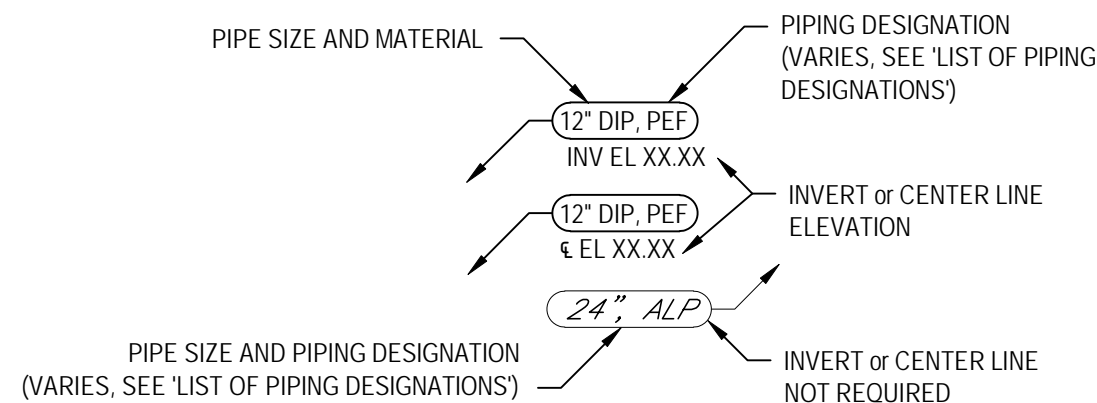 PIPE SIZE AND MATERIAL
PIPING DESIGNATION
(VARIES, SEE 'LIST OF PIPING
DESIGNATIONS')
12" DIP, PEF
INV EL XX.XX
12" DIP, PEF
℄ EL XX.XX
INVERT or CENTER LINE
ELEVATION
24", ALP
PIPE SIZE AND PIPING DESIGNATION
(VARIES, SEE 'LIST OF PIPING DESIGNATIONS')
INVERT or CENTER LINE
NOT REQUIRED